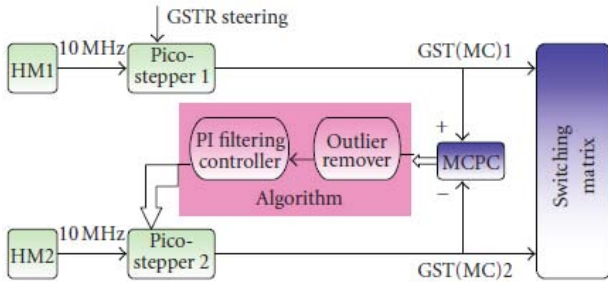 GSTR steering
10 MHz
HM1
Pico-
stepper 1
GST(MC)1
+
PI filtering
controller
Outlier
remover
MCPC
Algorithm
−
Switching
matrix
10 MHz
HM2
Pico-
stepper 2
GST(MC)2